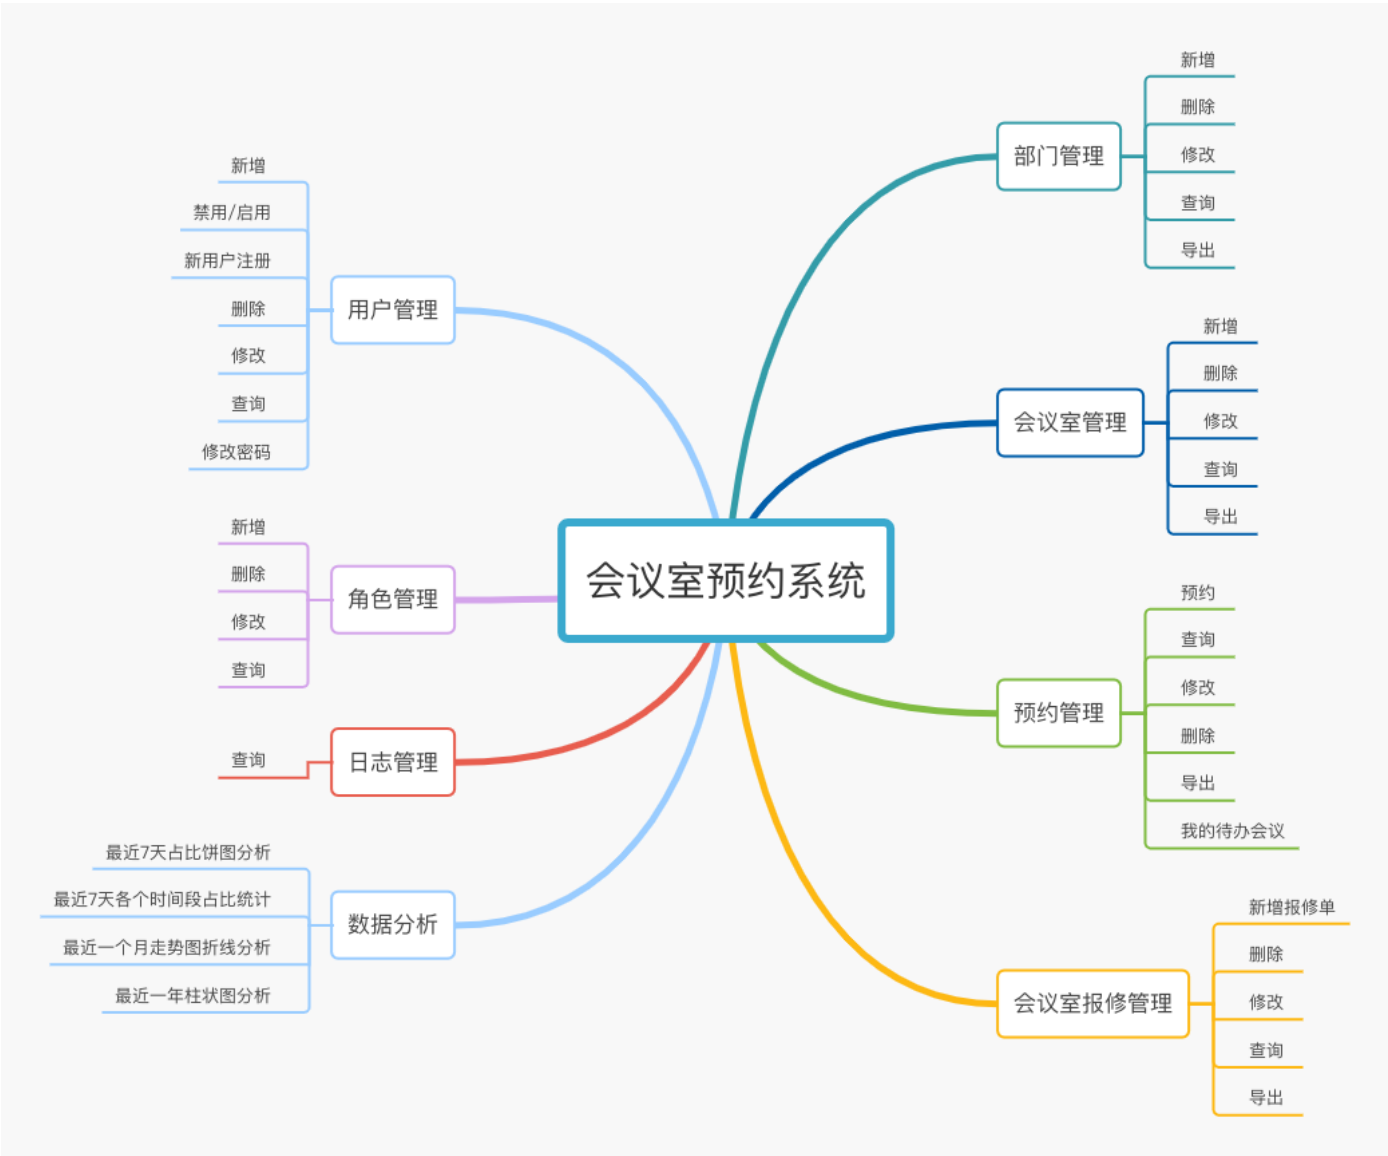 会议室预约系统
部门管理
新增
删除
修改
查询
导出
会议室管理
新增
删除
修改
查询
导出
预约管理
预约
查询
修改
删除
导出
我的待办会议
会议室报修管理
新增报修单
删除
修改
查询
导出
用户管理
新增
禁用/启用
新用户注册
删除
修改
查询
修改密码
角色管理
新增
删除
修改
查询
日志管理
查询
数据分析
最近7天占比饼图分析
最近7天各个时间段占比统计
最近一个月走势图折线分析
最近一年柱状图分析